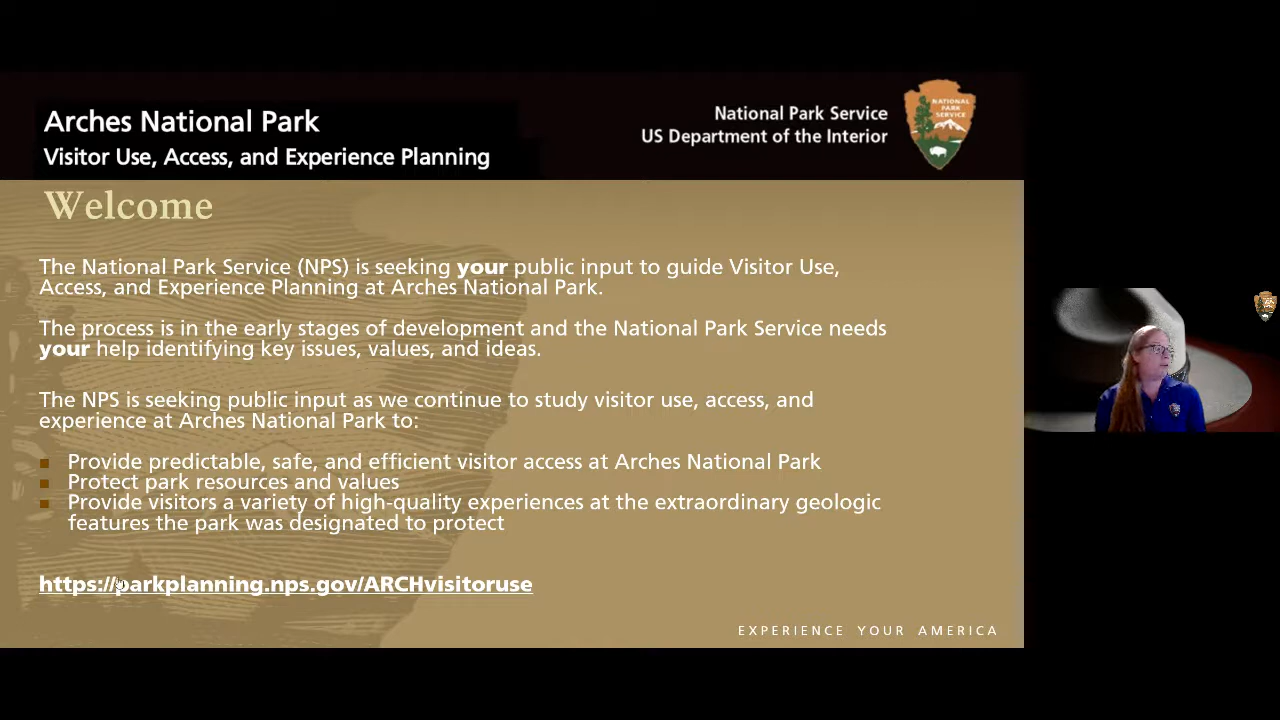 Arches National Park
Visitor Use, Access, and Experience Planning
National Park Service
US Department of the Interior
NATIONAL
PARK
SERVICE
Welcome
The National Park Service (NPS) is seeking your public input to guide Visitor Use,
Access, and Experience Planning at Arches National Park.
The process is in the early stages of development and the National Park Service needs
your help identifying key issues, values, and ideas.
The NPS is seeking public input as we continue to study visitor use, access, and
experience at Arches National Park to:
Provide predictable, safe, and efficient visitor access at Arches National Park
Protect park resources and values
Provide visitors a variety of high-quality experiences at the extraordinary geologic
features the park was designated to protect
https://parkplanning.nps.gov/ARCHvisitoruse
EXPERIENCE YOUR AMERICA